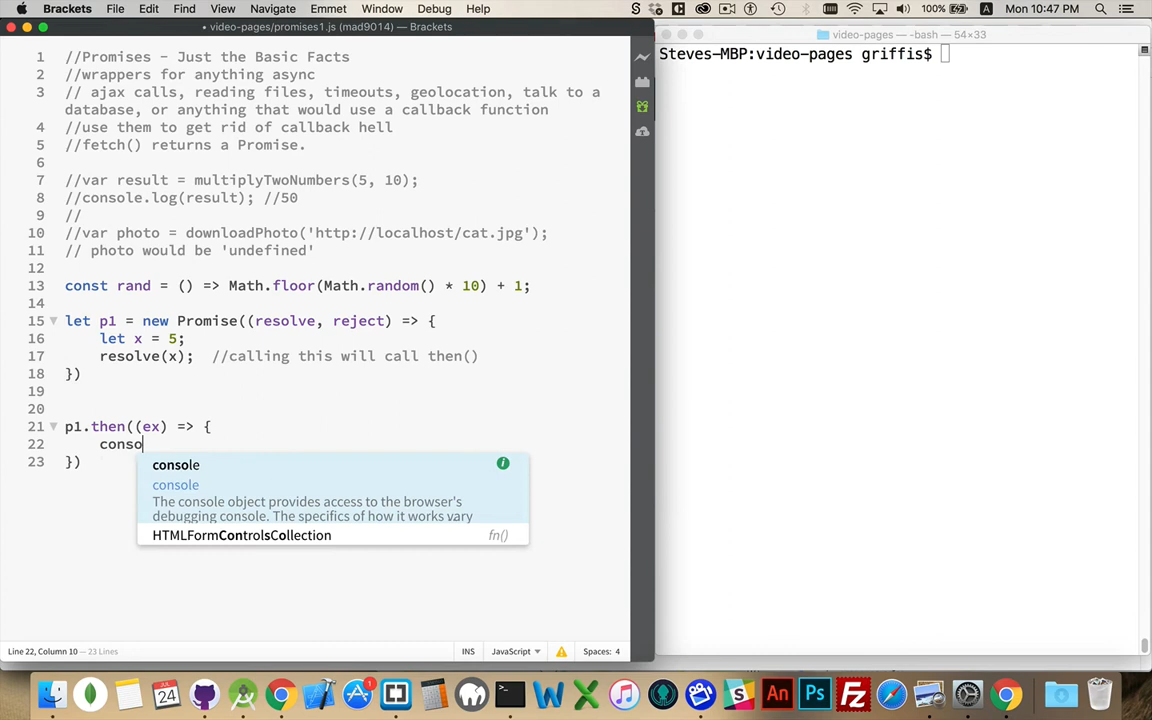 Brackets File Edit Find View Navigate Emmet Debug Window Help 100% A Mon 10:47 PM
• video-pages/promises1.js (mad9014) — Brackets
video-pages — -bash — 54×33
Steves-MBP:video-pages griffis$
1 //Promises - Just the Basic Facts
2 //wrappers for anything async
3 // ajax calls, reading files, timeouts, geolocation, talk to a
database, or anything that would use a callback function
4 //use them to get rid of callback hell
5 //fetch() returns a Promise.
6
7 //var result = multiplyTwoNumbers(5, 10);
8 //console.log(result); //50
9 //
10 //var photo = downloadPhoto('http://localhost/cat.jpg');
11 // photo would be 'undefined'
12
13 const rand = () => Math.floor(Math.random() * 10) + 1;
14
15 let p1 = new Promise((resolve, reject) => {
16 let x = 5;
17 resolve(x); //calling this will call then()
18 })
19
20
21 p1.then((ex) => {
22 conso
23 })
console
console
The console object provides access to the browser's
debugging console. The specifics of how it works vary
HTMLFormControlsCollection fn()
Line 22, Column 10 — 23 Lines INS JavaScript Spaces: 4
JUL
24
1
W
An
Ps
Fz